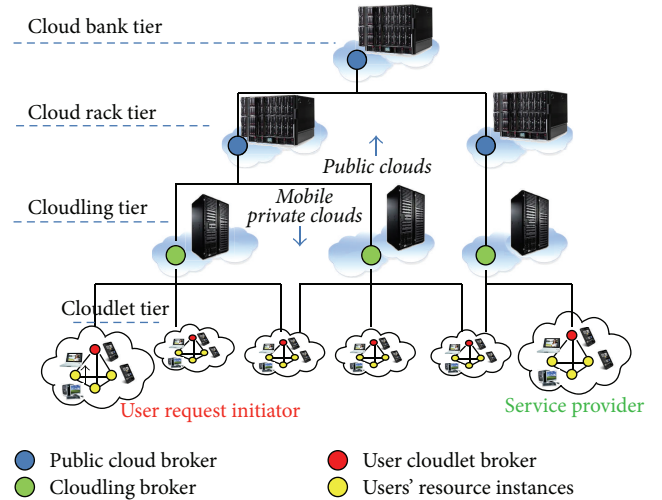 Cloud bank tier
Cloud rack tier
Public clouds
Mobile
private clouds
Cloudling tier
Cloudlet tier
User request initiator
Service provider
Public cloud broker
User cloudlet broker
Cloudling broker
Users' resource instances